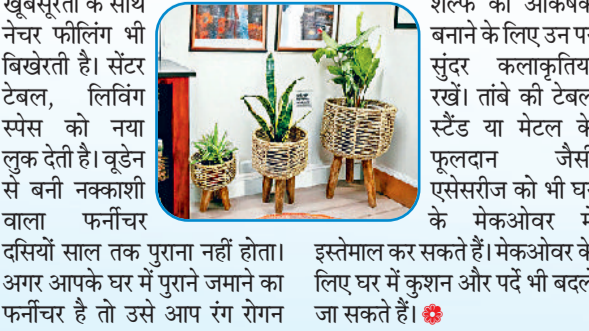 खूबसूरती के साथ
नेचर फीलिंग भी
बिखेरती है। सेंटर
टेबल, लिविंग
स्पेस को नया
लुक देती है। वूडेन
से बनी नक्काशी
वाला फर्नीचर
दसियों साल तक पुराना नहीं होता।
अगर आपके घर में पुराने जमाने का
फर्नीचर है तो उसे आप रंग रोगन
शेल्फ को आकर्षक
बनाने के लिए उन पर
सुंदर कलाकृतिय
रखें। तांबे की टेबल
स्टैंड या मेटल के
फूलदान जैसी
एसेसरीज को भी घर
के मेकओवर में
इस्तेमाल कर सकते हैं। मेकओवर के
लिए घर में कुशन और पर्दे भी बदले
जा सकते हैं।